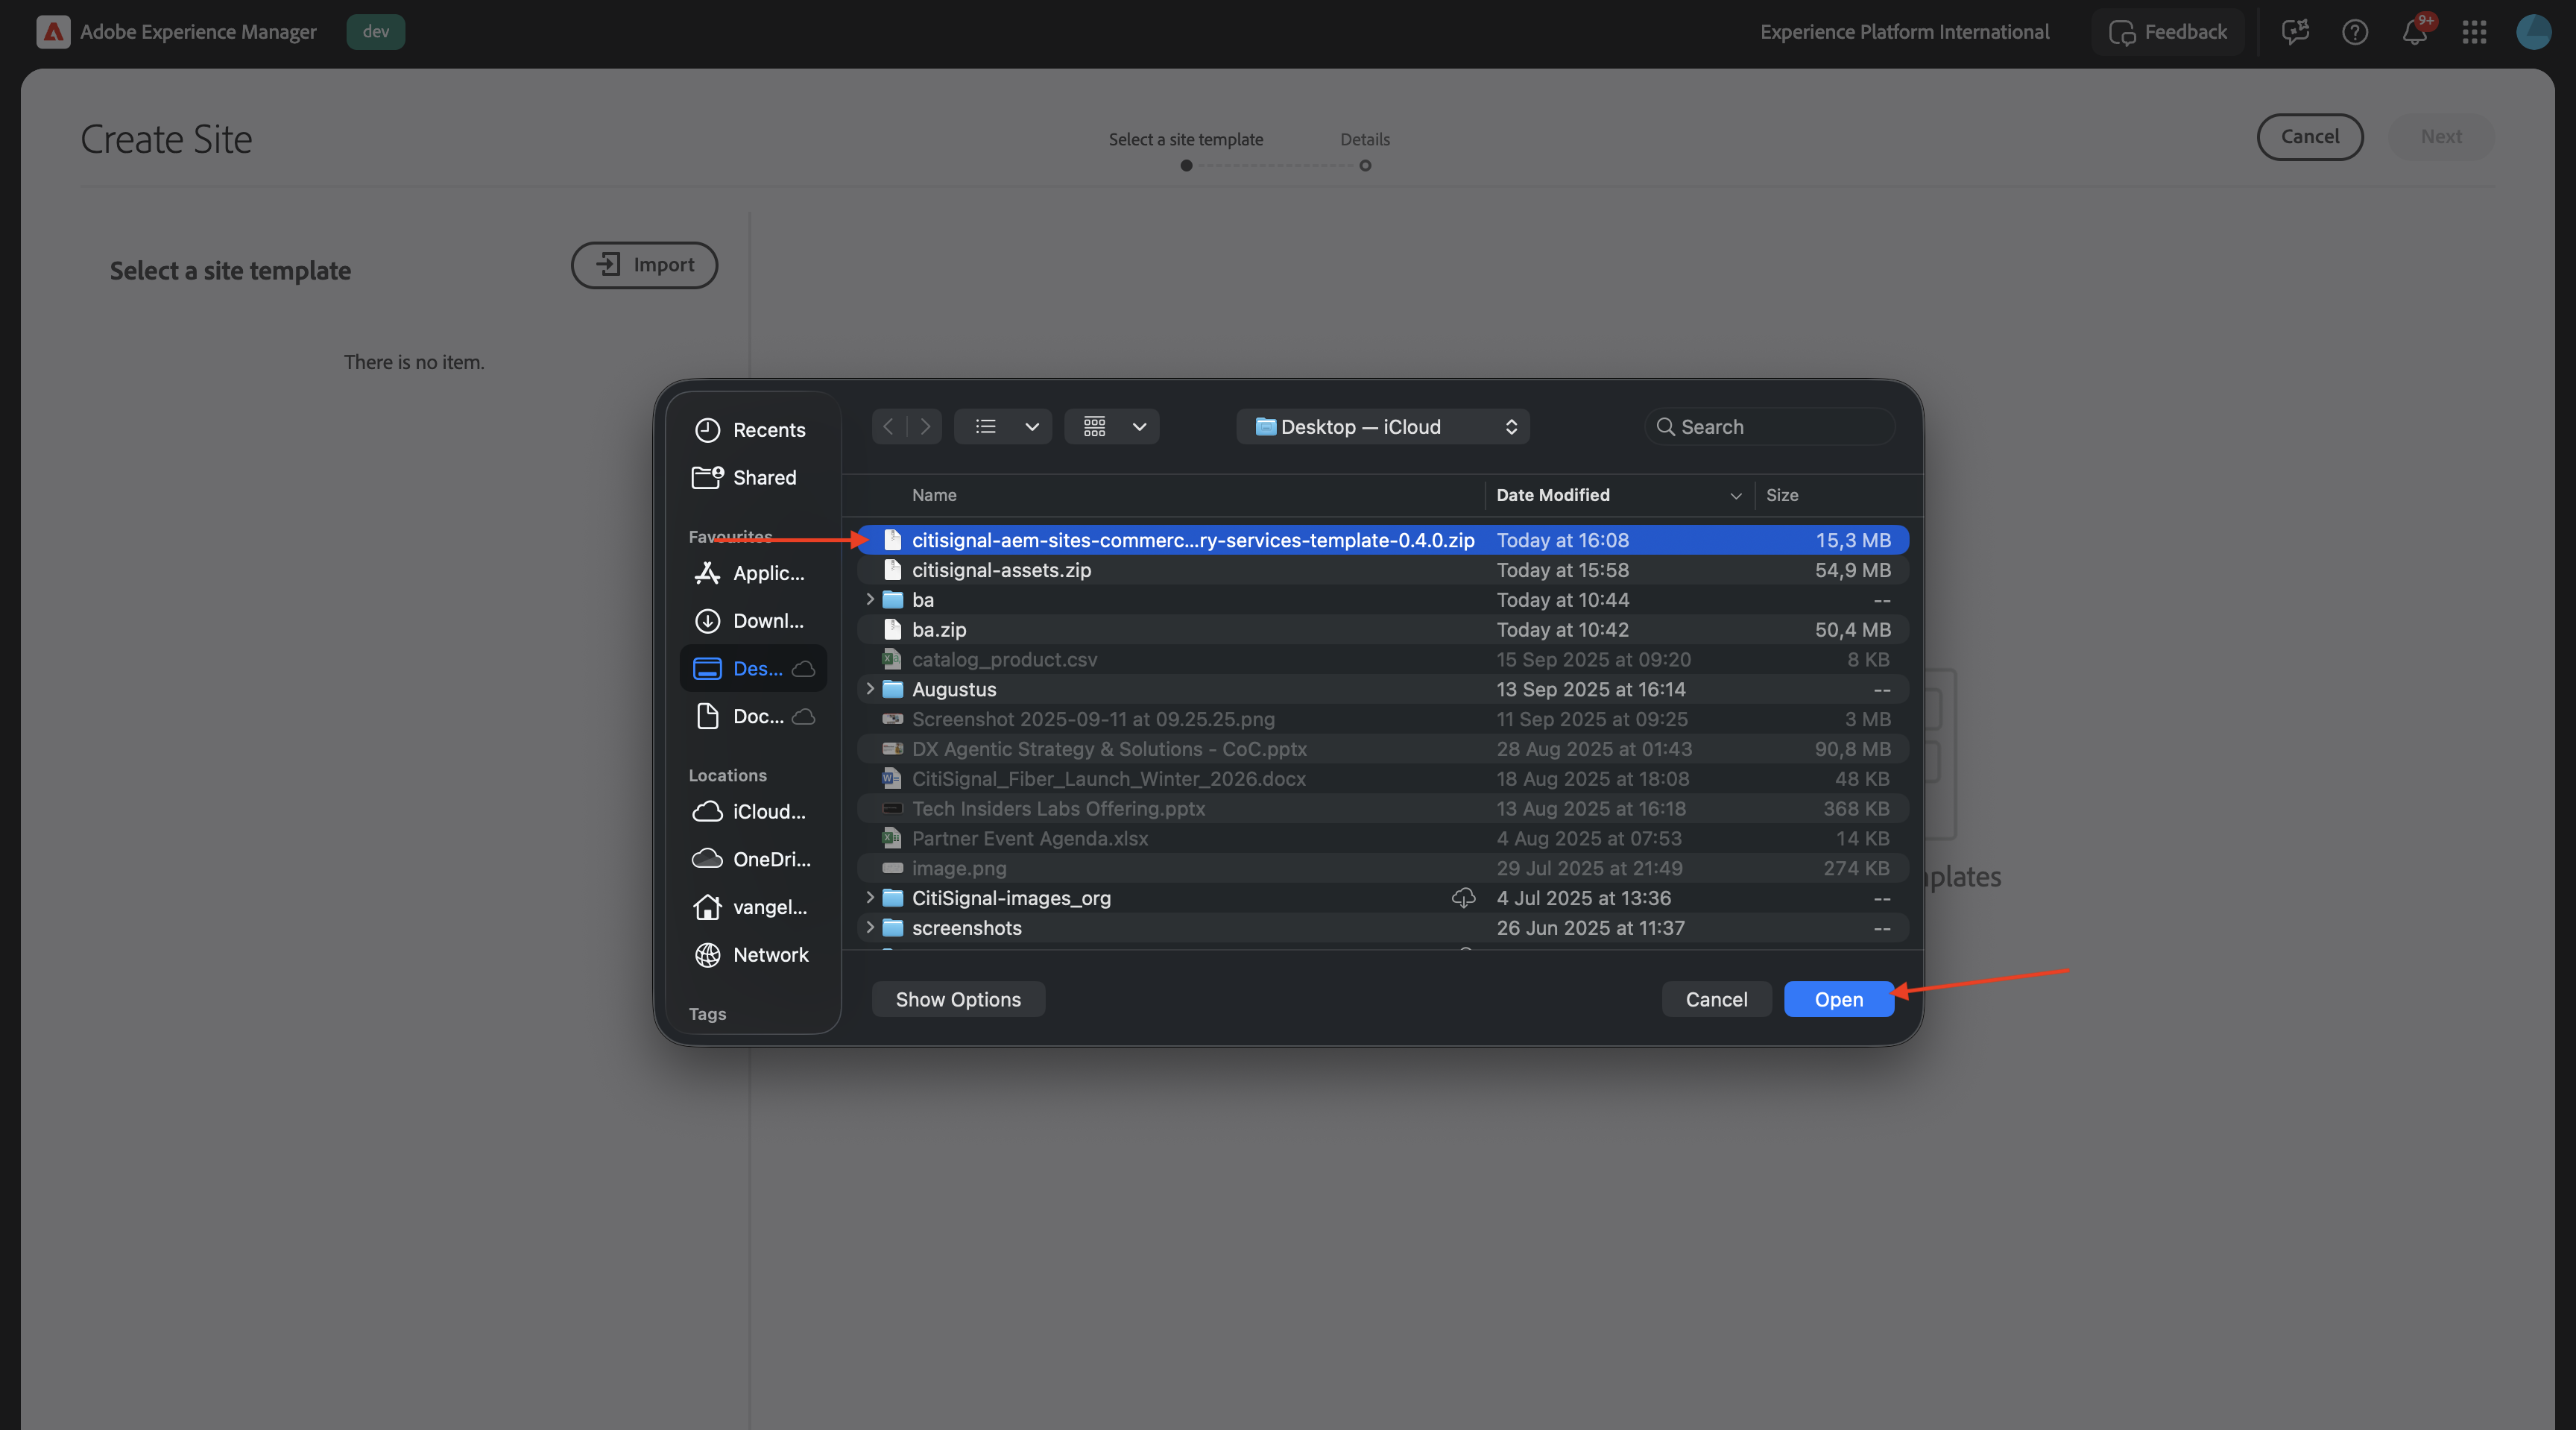 Adobe Experience Manager
dev
Experience Platform International
Feedback
9+
Create Site
Select a site template
Details
Cancel
Next
Select a site template
Import
There is no item.
Recents
Shared
Favourites
Applic...
Downl...
Des...
Doc...
Locations
iCloud...
OneDri...
vangel...
Network
Tags
Desktop — iCloud
Search
Name Date Modified Size
citisignal-aem-sites-commerc...ry-services-template-0.4.0.zip Today at 16:08 15,3 MB
citisignal-assets.zip Today at 15:58 54,9 MB
ba Today at 10:44 --
ba.zip Today at 10:42 50,4 MB
catalog_product.csv 15 Sep 2025 at 09:20 8 KB
Augustus 13 Sep 2025 at 16:14 --
Screenshot 2025-09-11 at 09.25.25.png 11 Sep 2025 at 09:25 3 MB
DX Agentic Strategy & Solutions - CoC.pptx 28 Aug 2025 at 01:43 90,8 MB
CitiSignal_Fiber_Launch_Winter_2026.docx 18 Aug 2025 at 18:08 48 KB
Tech Insiders Labs Offering.pptx 13 Aug 2025 at 16:18 368 KB
Partner Event Agenda.xlsx 4 Aug 2025 at 07:53 14 KB
image.png 29 Jul 2025 at 21:49 274 KB
CitiSignal-images_org 4 Jul 2025 at 13:36 --
screenshots 26 Jun 2025 at 11:37 --
Show Options
Cancel
Open
plates